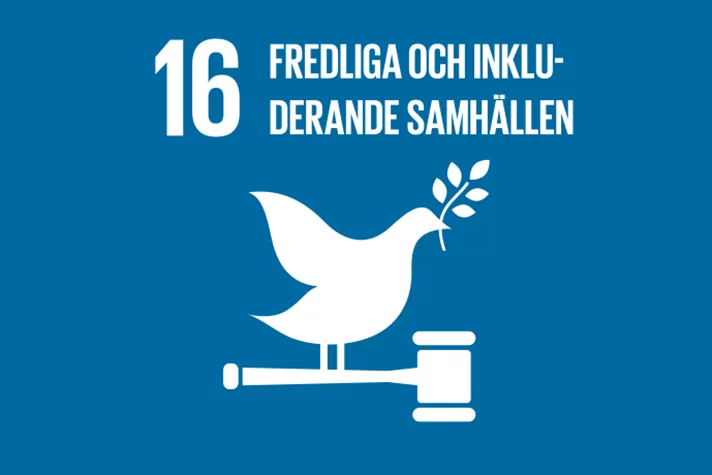 16 FREDLIGA OCH INKLU-
DERANDE SAMHÄLLEN